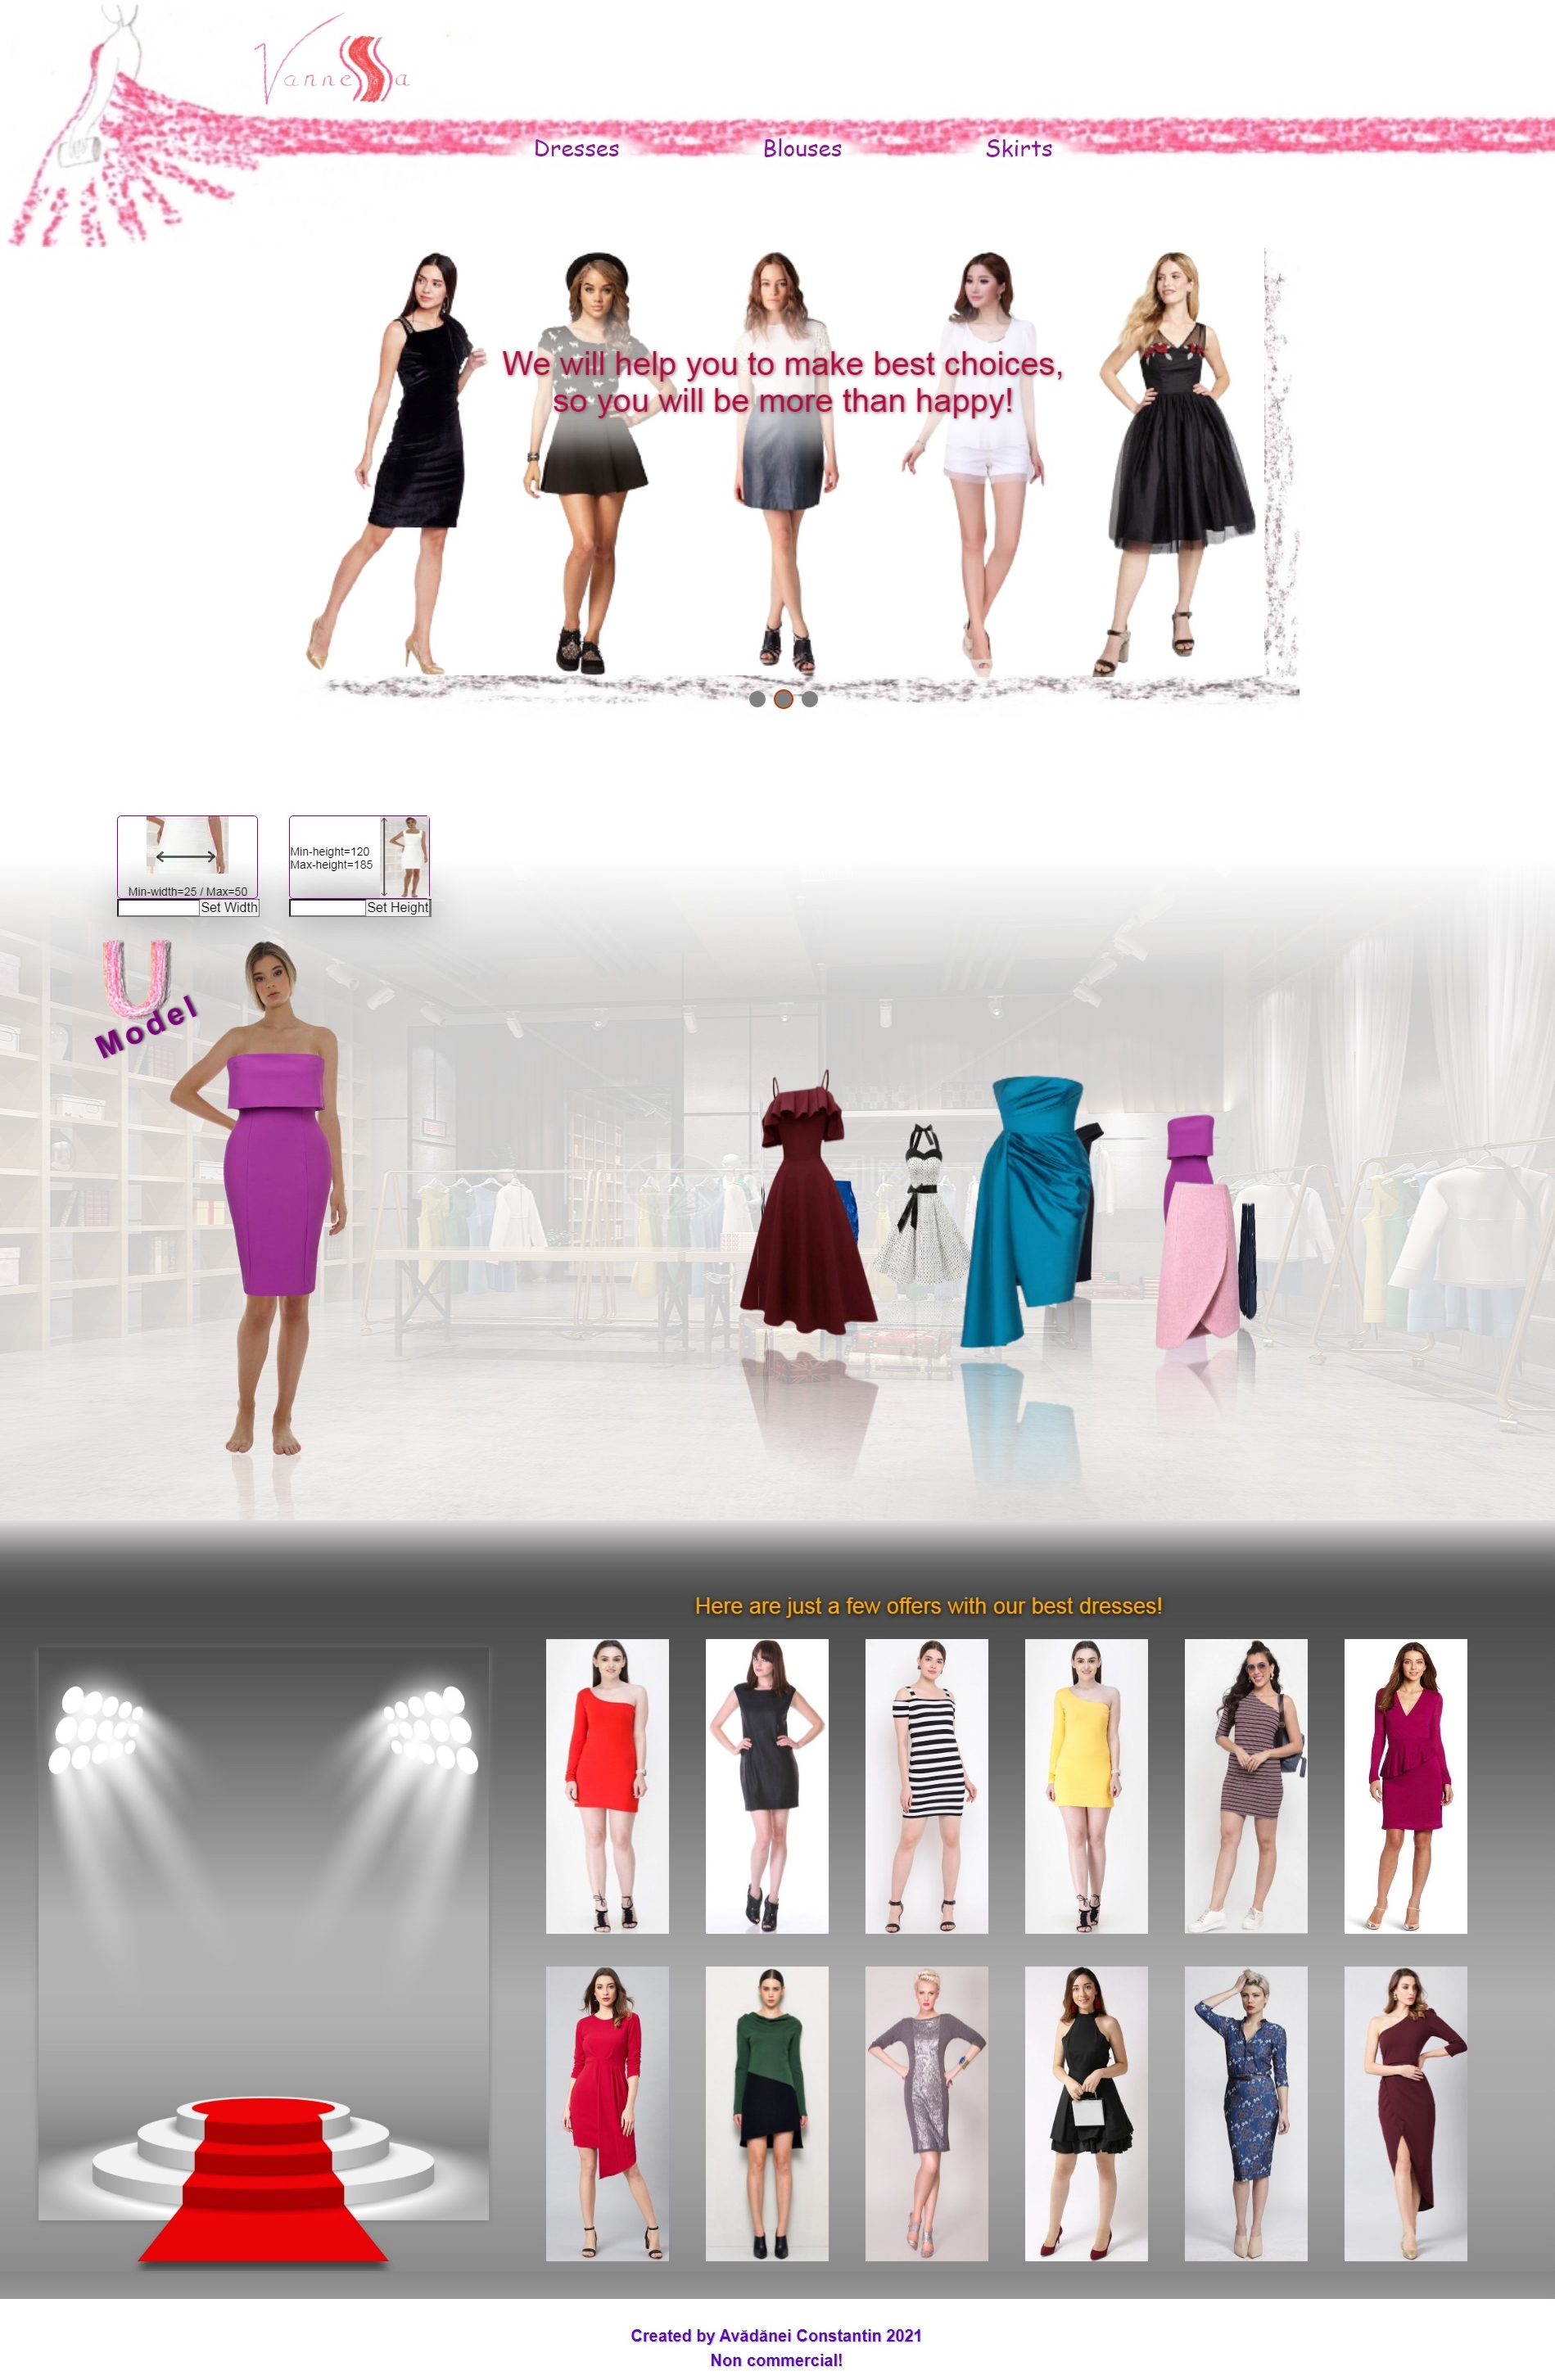 Vannessa
Dresses
Blouses
Skirts
We will help you to make best choices,
so you will be more than happy!
Min-width=25 / Max=50
Set Width
Min-height=120
Max-height=185
Set Height
U
Model
Here are just a few offers with our best dresses!
Created by Avădănei Constantin 2021
Non commercial!